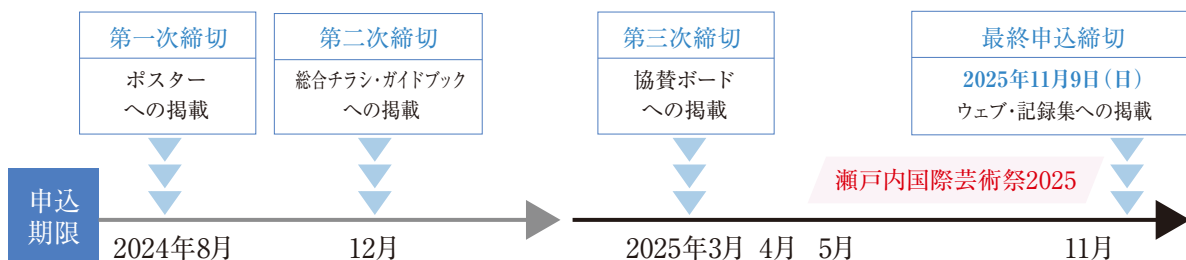 第一次締切
ポスター
への掲載
第二次締切
総合チラシ・ガイドブック
への掲載
第三次締切
協賛ボード
への掲載
最終申込締切
2025年11月9日(日)
ウェブ・記録集への掲載
瀬戸内国際芸術祭2025
申込
期限
2024年8月 12月 2025年3月 4月 5月 11月